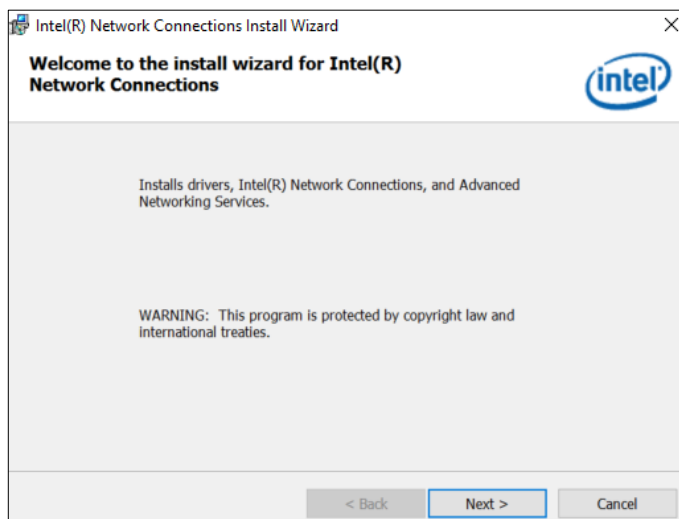 Intel(R) Network Connections Install Wizard
Welcome to the install wizard for Intel(R)
Network Connections
intel
Installs drivers, Intel(R) Network Connections, and Advanced
Networking Services.
WARNING:  This program is protected by copyright law and
international treaties.
< Back
Next >
Cancel